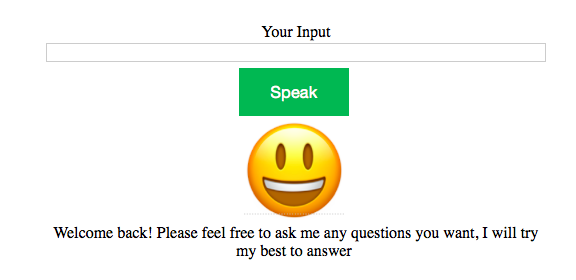 Your Input
Speak
Welcome back! Please feel free to ask me any questions you want, I will try
my best to answer